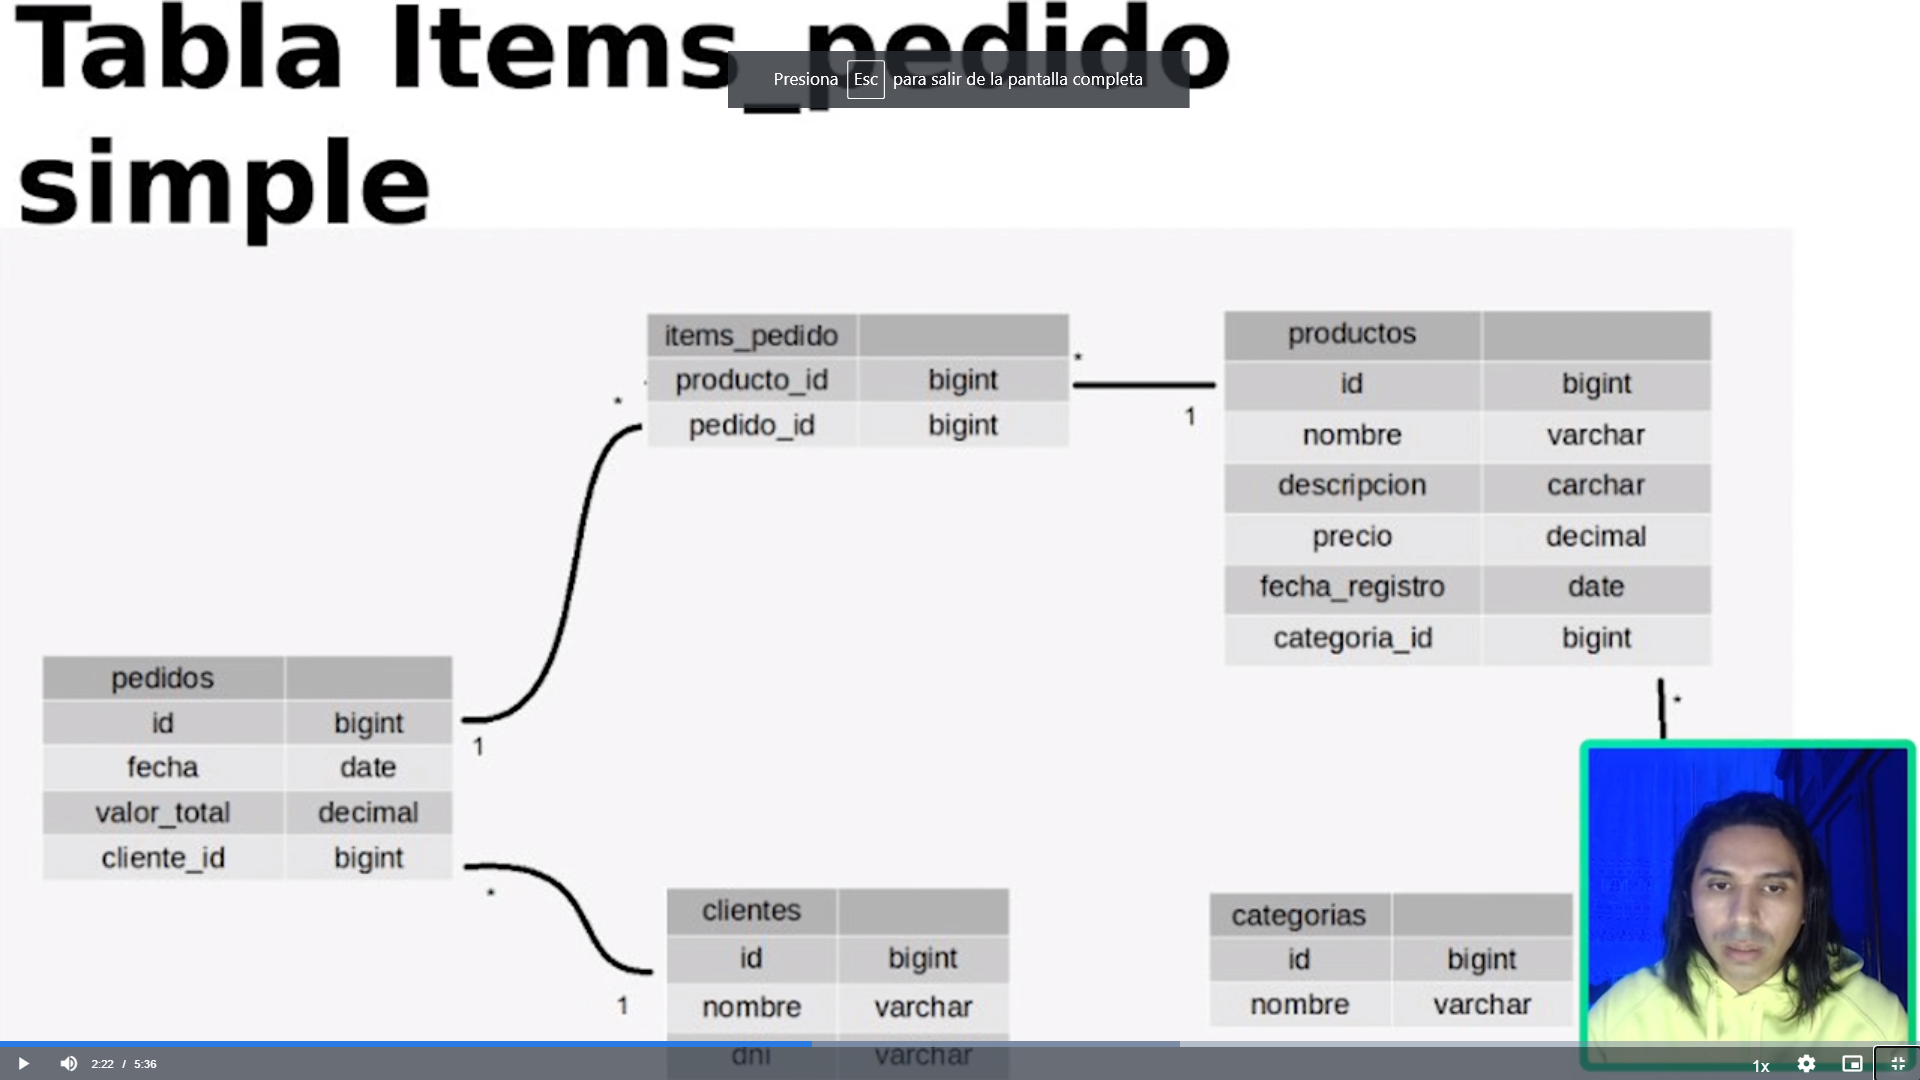 Tabla Items_pedido
Presiona Esc para salir de la pantalla completa
simple
items_pedido
producto_id bigint
pedido_id bigint
*
*
1
productos
id bigint
nombre varchar
descripcion carchar
precio decimal
fecha_registro date
categoria_id bigint
*
pedidos
id bigint
fecha date
valor_total decimal
cliente_id bigint
1
*
1
clientes
id bigint
nombre varchar
dni varchar
categorias
id bigint
nombre varchar
2:22 / 5:36
1x